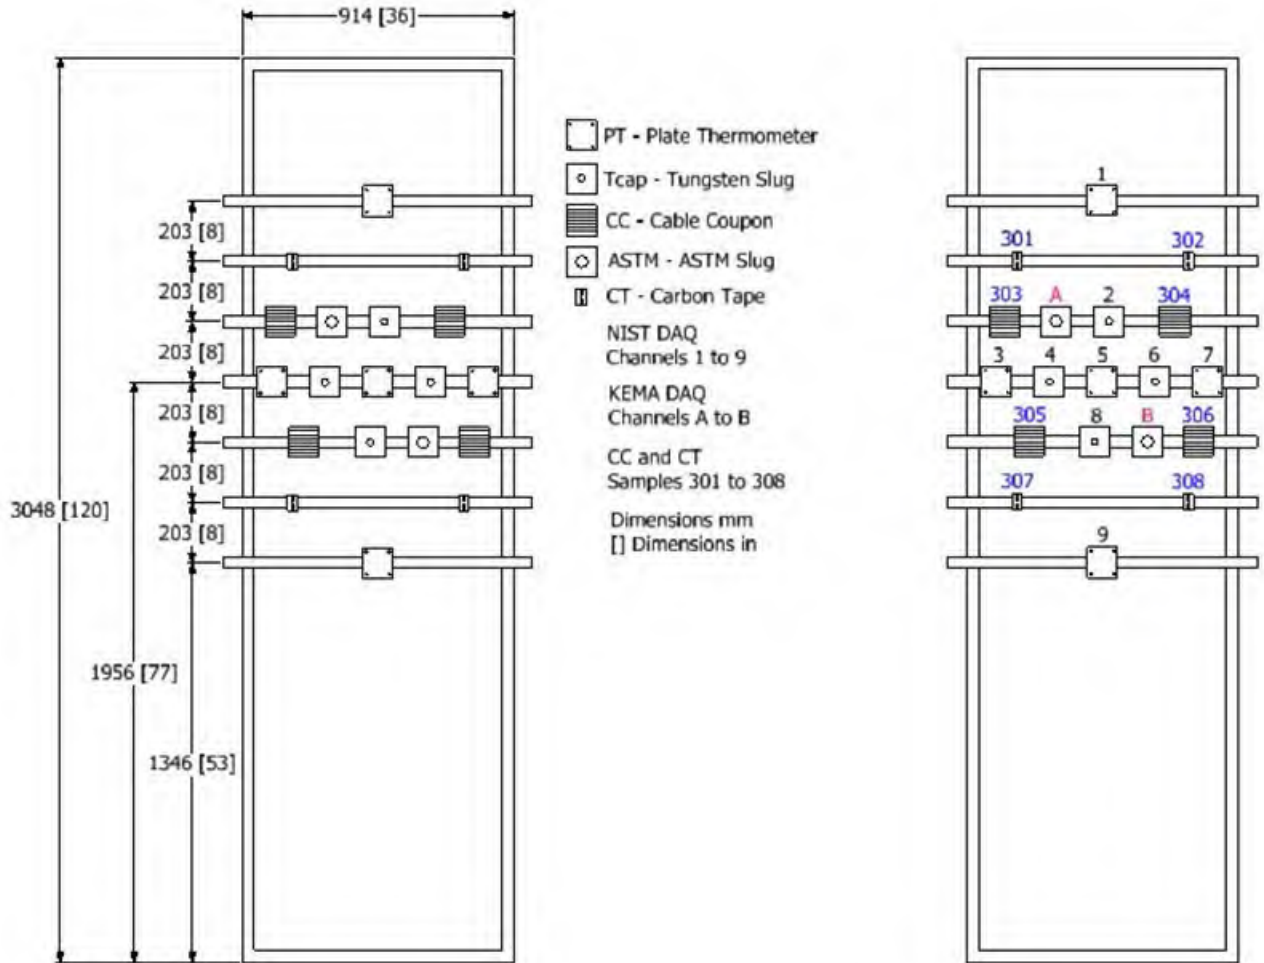 914 [36]
PT - Plate Thermometer
Tcap - Tungsten Slug
CC - Cable Coupon
ASTM - ASTM Slug
CT - Carbon Tape
NIST DAQ
Channels 1 to 9
KEMA DAQ
Channels A to B
CC and CT
Samples 301 to 308
Dimensions mm
[] Dimensions in
203 [8]
203 [8]
203 [8]
203 [8]
203 [8]
203 [8]
3048 [120]
1956 [77]
1346 [53]
1
301 302
303 A 2 304
3 4 5 6 7
305 8 B 306
307 308
9